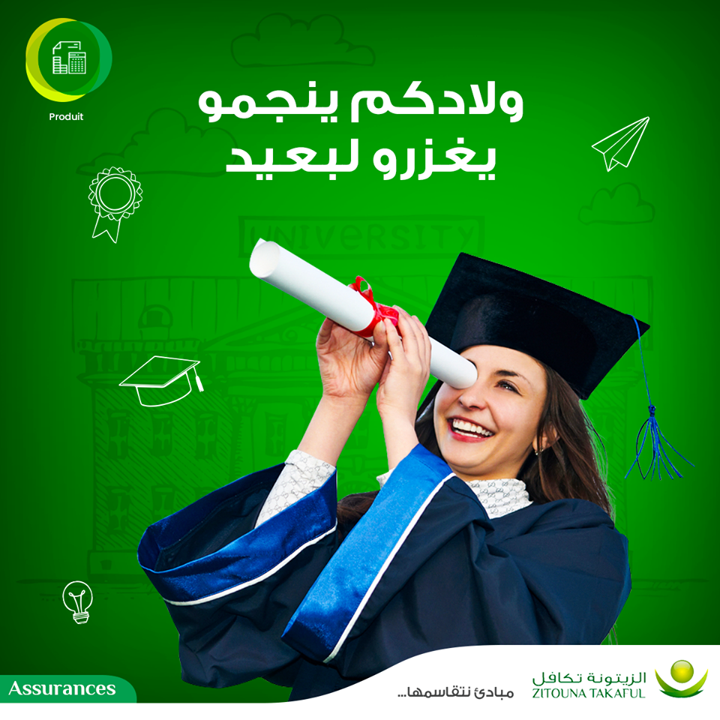 Produit
ولادكم ينجمو
يغزرو لبعيد
UNIVERSITY
Assurances
مبادئ نتقاسمها...
الزيتونة تكافل
ZITOUNA TAKAFUL